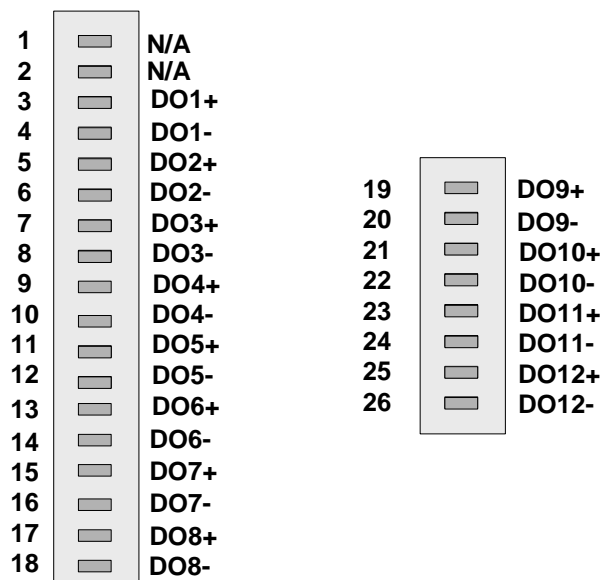 1 N/A
2 N/A
3 DO1+
4 DO1-
5 DO2+
6 DO2-
7 DO3+
8 DO3-
9 DO4+
10 DO4-
11 DO5+
12 DO5-
13 DO6+
14 DO6-
15 DO7+
16 DO7-
17 DO8+
18 DO8-
19 DO9+
20 DO9-
21 DO10+
22 DO10-
23 DO11+
24 DO11-
25 DO12+
26 DO12-